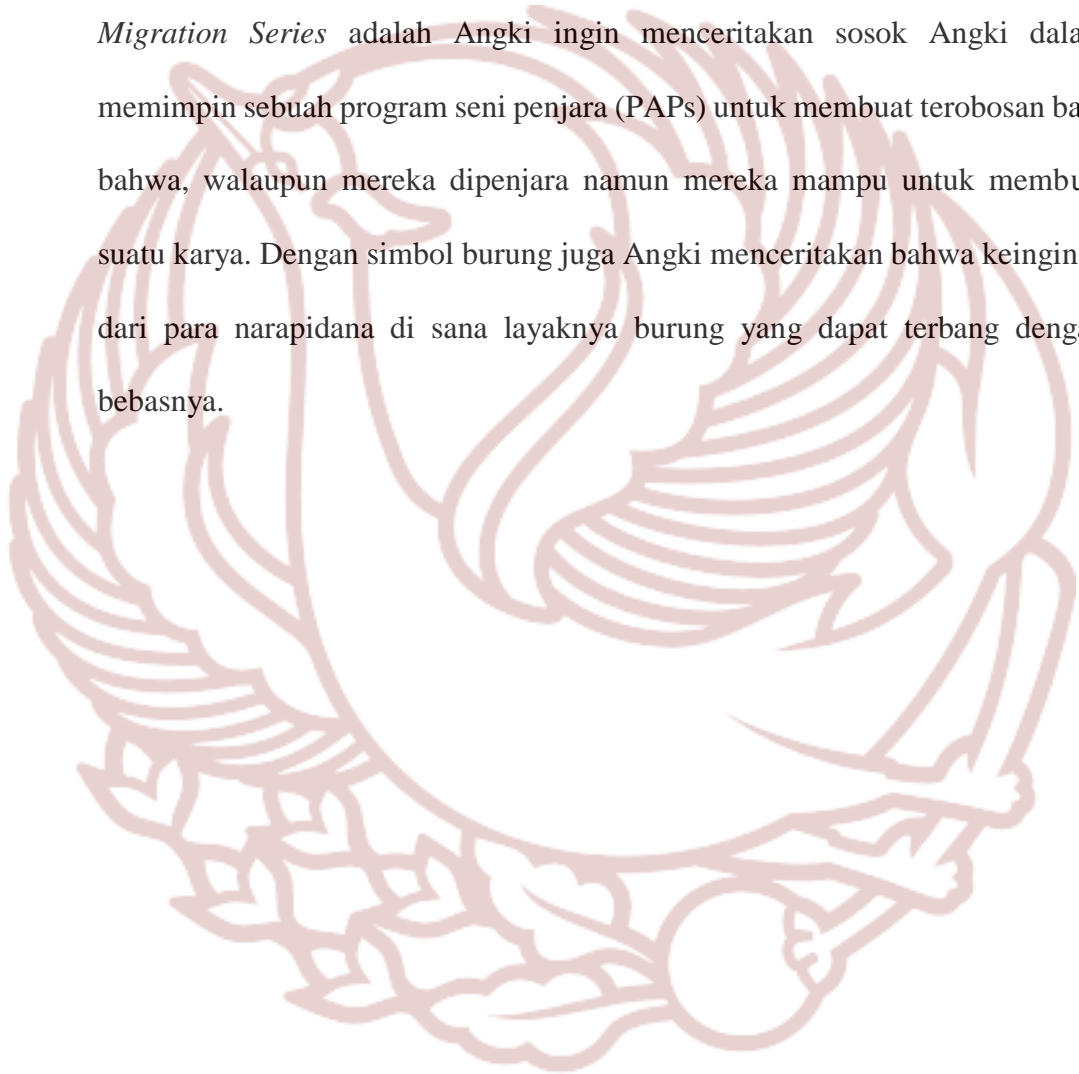 Migration Series adalah Angki ingin menceritakan sosok Angki dala
memimpin sebuah program seni penjara (PAPs) untuk membuat terobosan ba
bahwa, walaupun mereka dipenjara namun mereka mampu untuk membu
suatu karya. Dengan simbol burung juga Angki menceritakan bahwa keingin
dari para narapidana di sana layaknya burung yang dapat terbang denga
bebasnya.